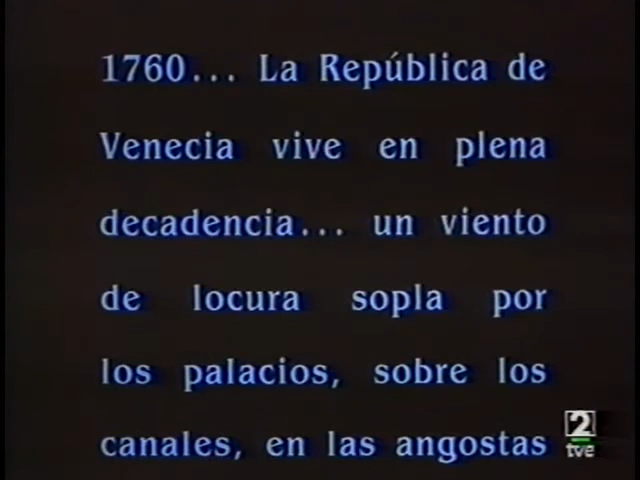 1760... La República de
Venecia vive en plena
decadencia... un viento
de locura sopla por
los palacios, sobre los
canales, en las angostas
2
tve